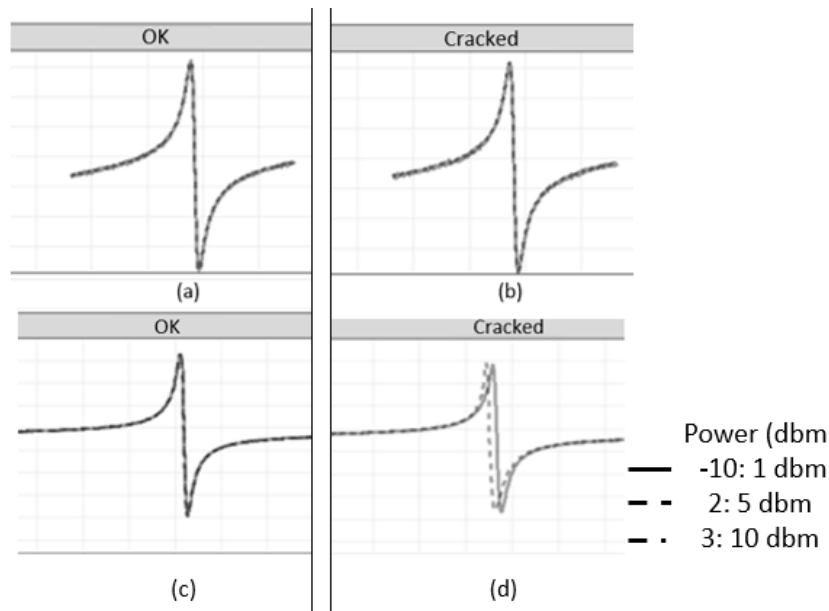 OK
Cracked
(a)
(b)
OK
Cracked
Power (dbm
-10: 1 dbm
2: 5 dbm
3: 10 dbm
(c)
(d)